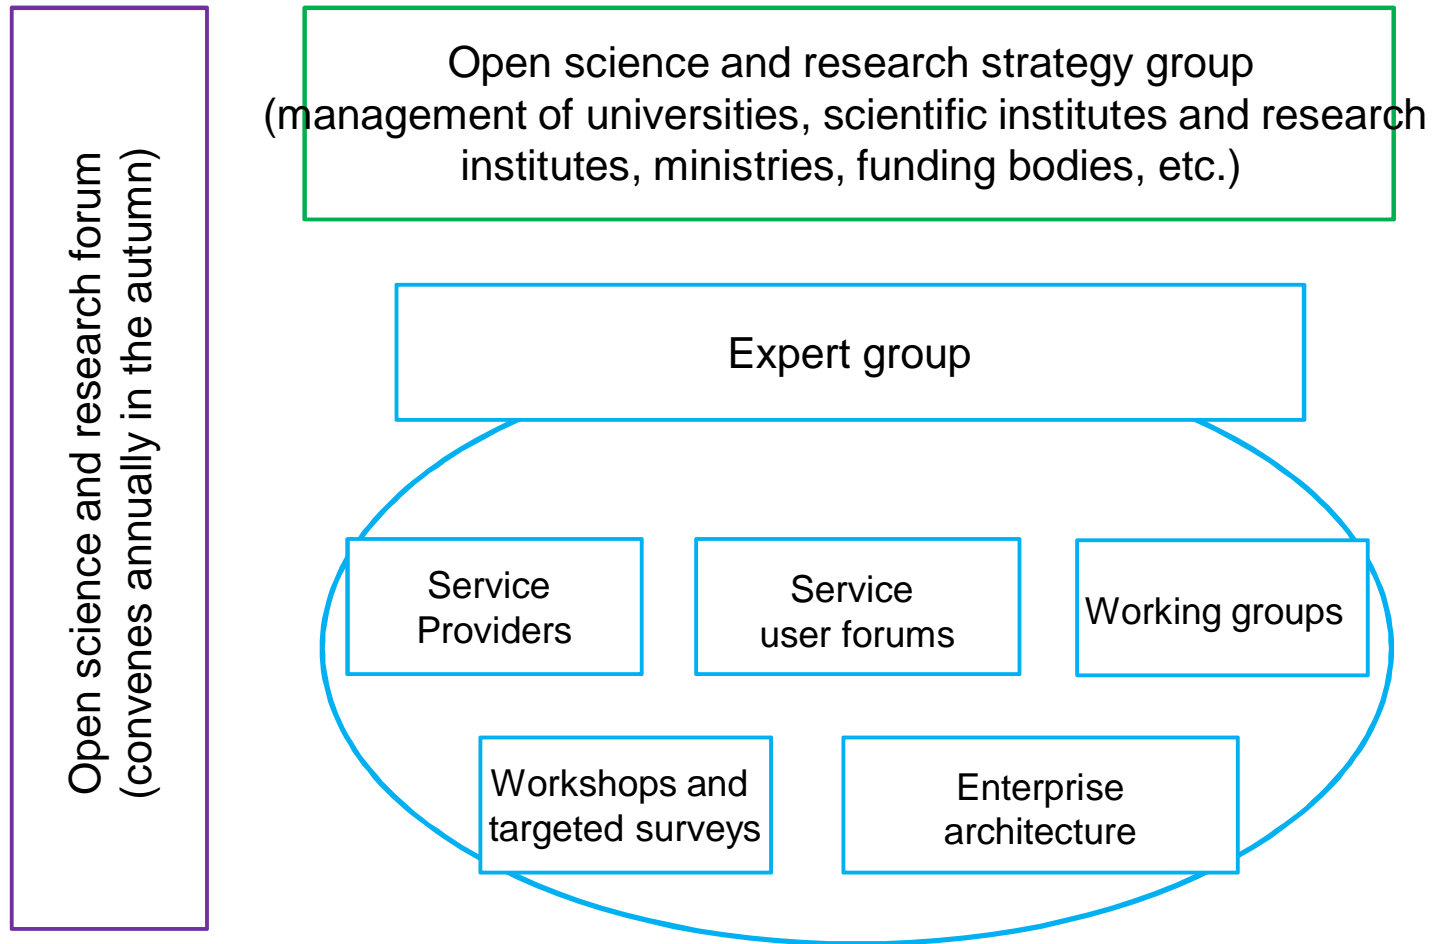 Open science and research forum
(convenes annually in the autumn)
Open science and research strategy group
(management of universities, scientific institutes and research
institutes, ministries, funding bodies, etc.)
Expert group
Service
Providers
Service
user forums
Working groups
Workshops and
targeted surveys
Enterprise
architecture